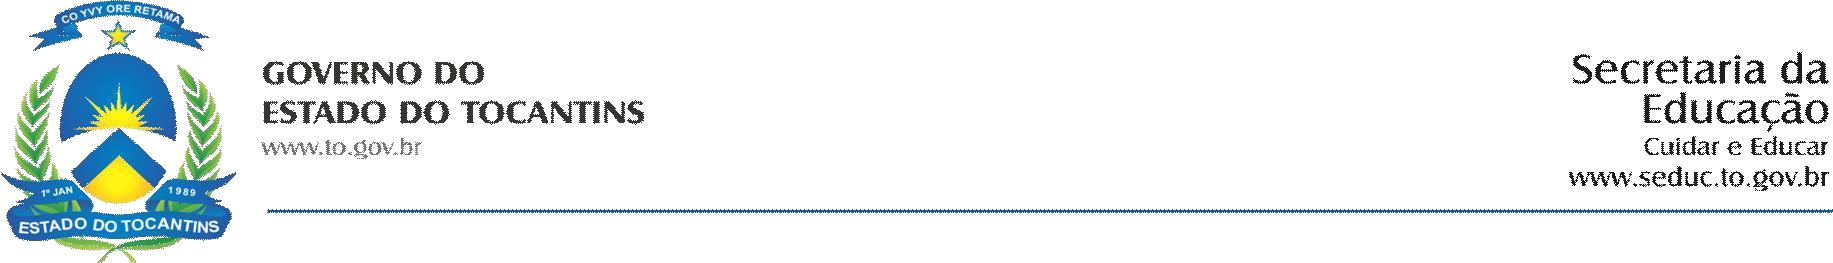 CO YVY ORE RETAMA
1º JAN
1989
ESTADO DO TOCANTINS
GOVERNO DO
ESTADO DO TOCANTINS
www.to.gov.br
Secretaria da
Educação
Cuidar e Educar
www.seduc.to.gov.br